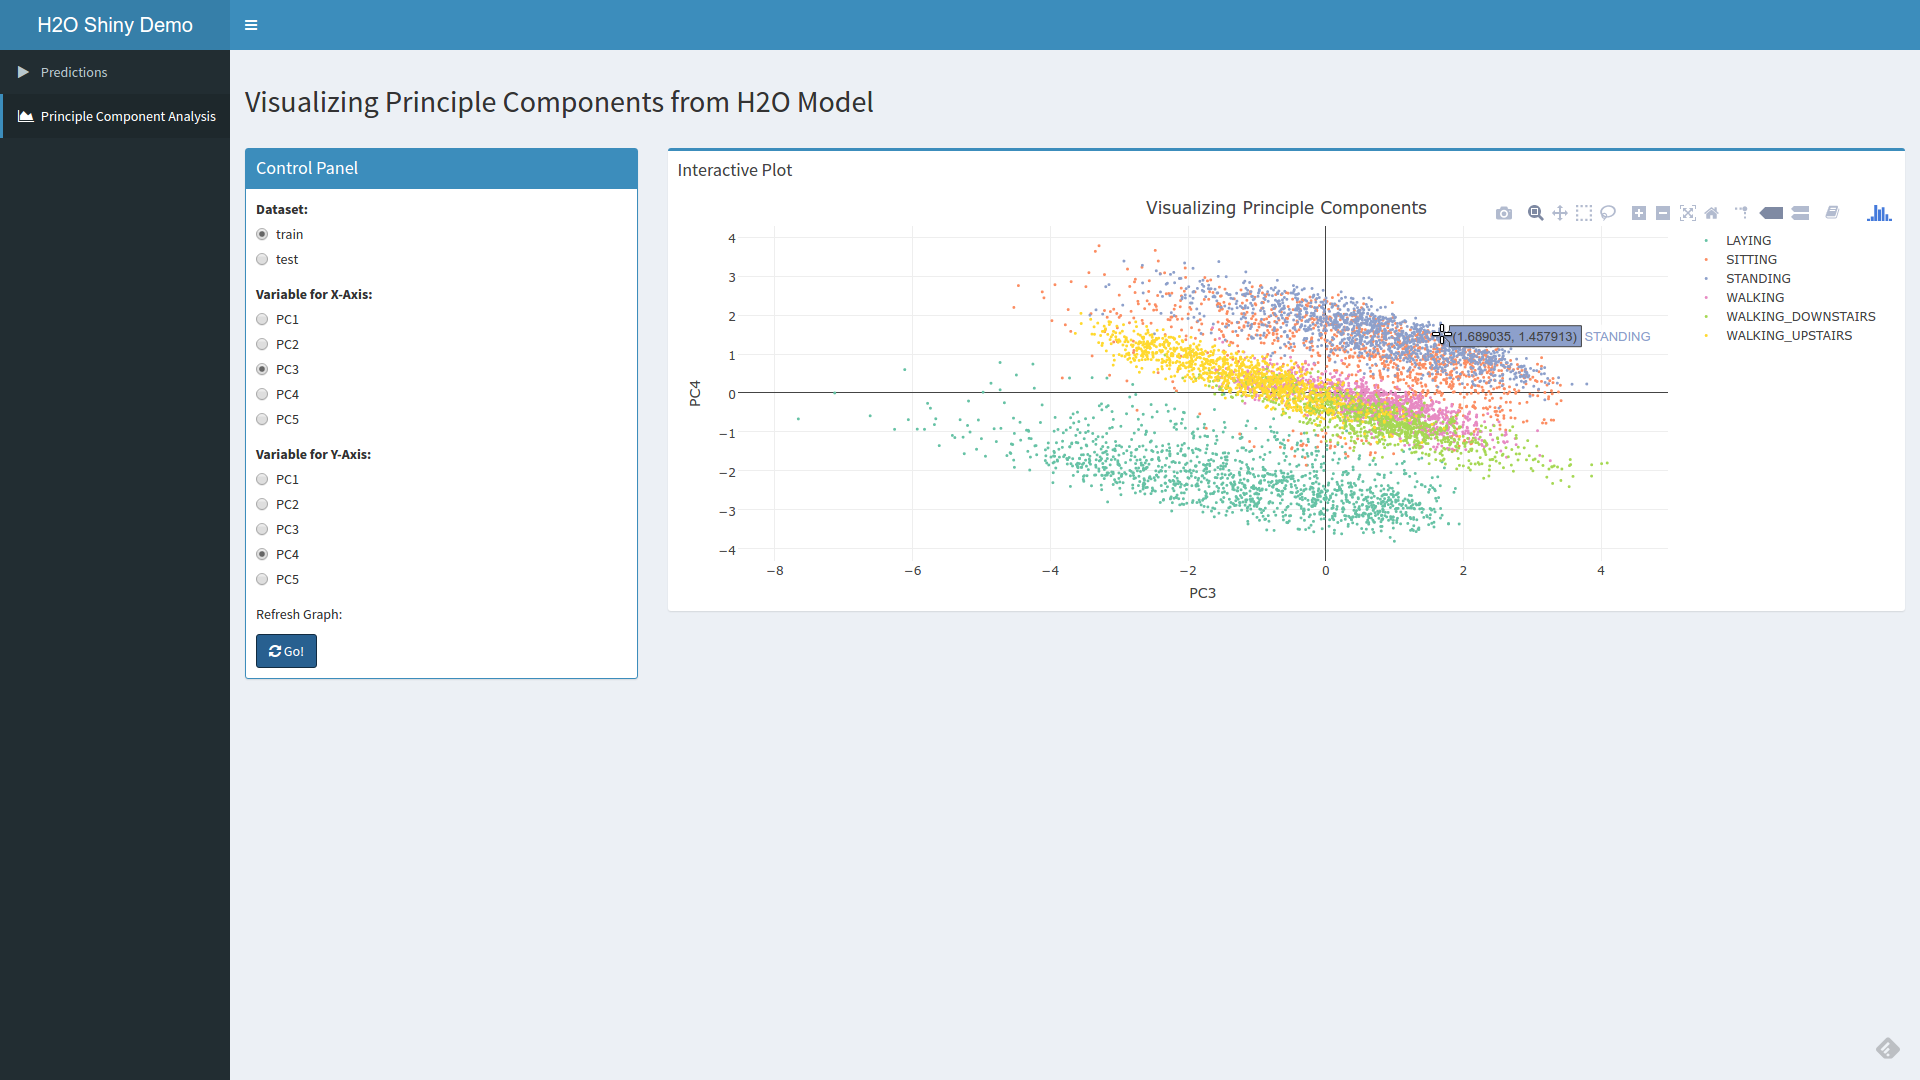 H2O Shiny Demo
Predictions
Principle Component Analysis
Visualizing Principle Components from H2O Model
Control Panel
Dataset:
train
test
Variable for X-Axis:
PC1
PC2
PC3
PC4
PC5
Variable for Y-Axis:
PC1
PC2
PC3
PC4
PC5
Refresh Graph:
Go!
Interactive Plot
Visualizing Principle Components
4
3
2
1
0
−1
−2
−3
−4
PC4
−8
−6
−4
−2
0
2
4
PC3
(1.689035, 1.457913) STANDING
LAYING
SITTING
STANDING
WALKING
WALKING_DOWNSTAIRS
WALKING_UPSTAIRS